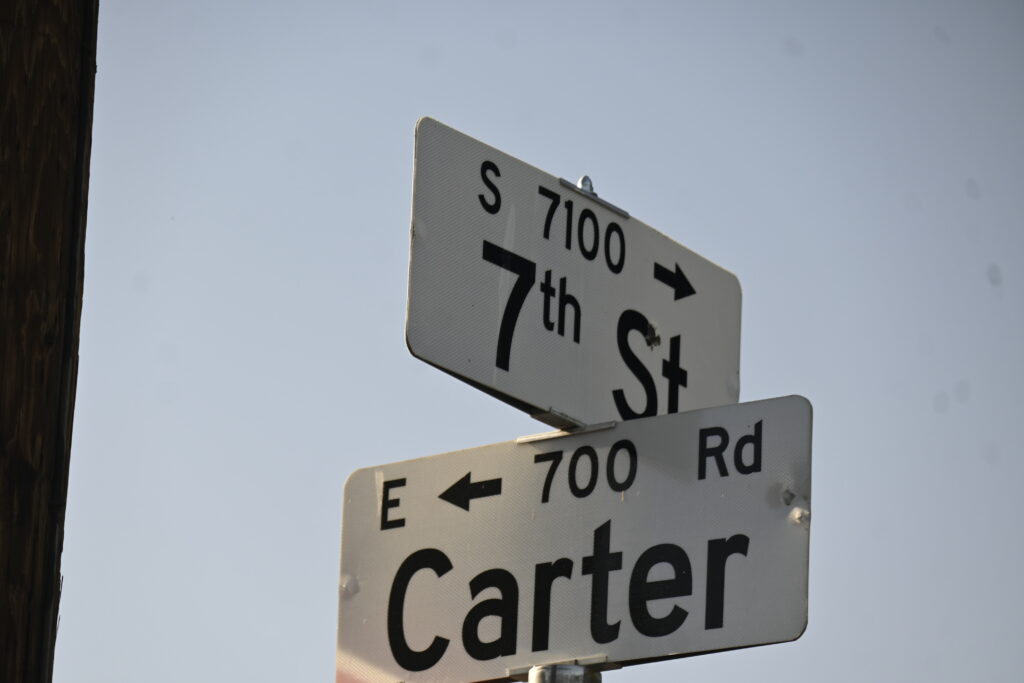 S 7100 →
7th St
E ← 700 Rd
Carter